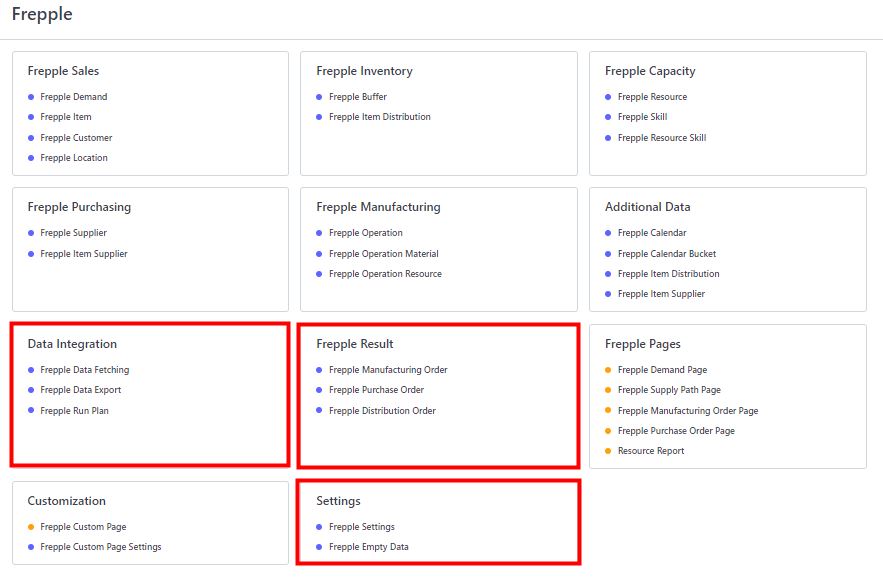 Frepple
Frepple Sales
Frepple Demand
Frepple Item
Frepple Customer
Frepple Location
Frepple Inventory
Frepple Buffer
Frepple Item Distribution
Frepple Capacity
Frepple Resource
Frepple Skill
Frepple Resource Skill
Frepple Purchasing
Frepple Supplier
Frepple Item Supplier
Frepple Manufacturing
Frepple Operation
Frepple Operation Material
Frepple Operation Resource
Additional Data
Frepple Calendar
Frepple Calendar Bucket
Frepple Item Distribution
Frepple Item Supplier
Data Integration
Frepple Data Fetching
Frepple Data Export
Frepple Run Plan
Frepple Result
Frepple Manufacturing Order
Frepple Purchase Order
Frepple Distribution Order
Frepple Pages
Frepple Demand Page
Frepple Supply Path Page
Frepple Manufacturing Order Page
Frepple Purchase Order Page
Resource Report
Customization
Frepple Custom Page
Frepple Custom Page Settings
Settings
Frepple Settings
Frepple Empty Data